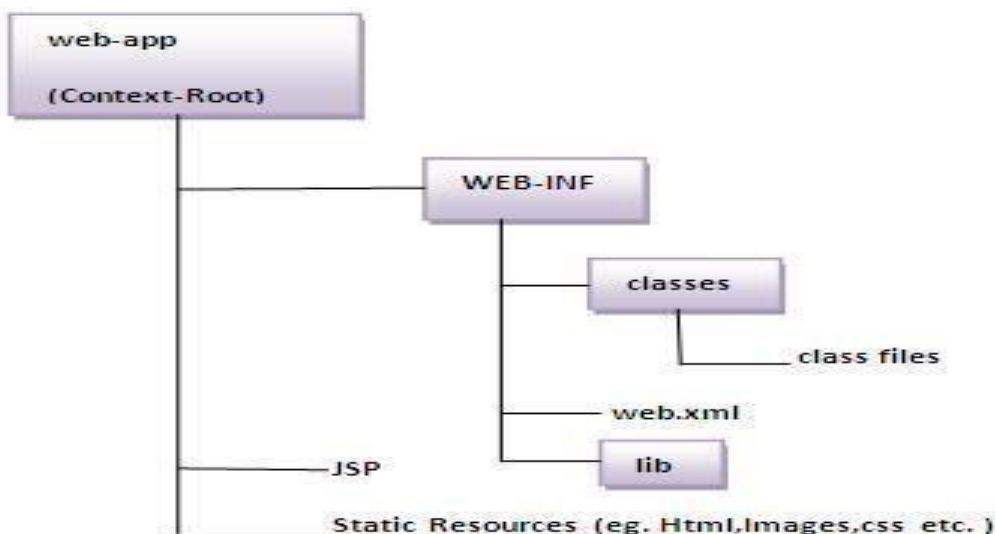 web-app
(Context-Root)
WEB-INF
classes
class files
web.xml
lib
JSP
Static Resources (eg. Html,Images,css etc. )